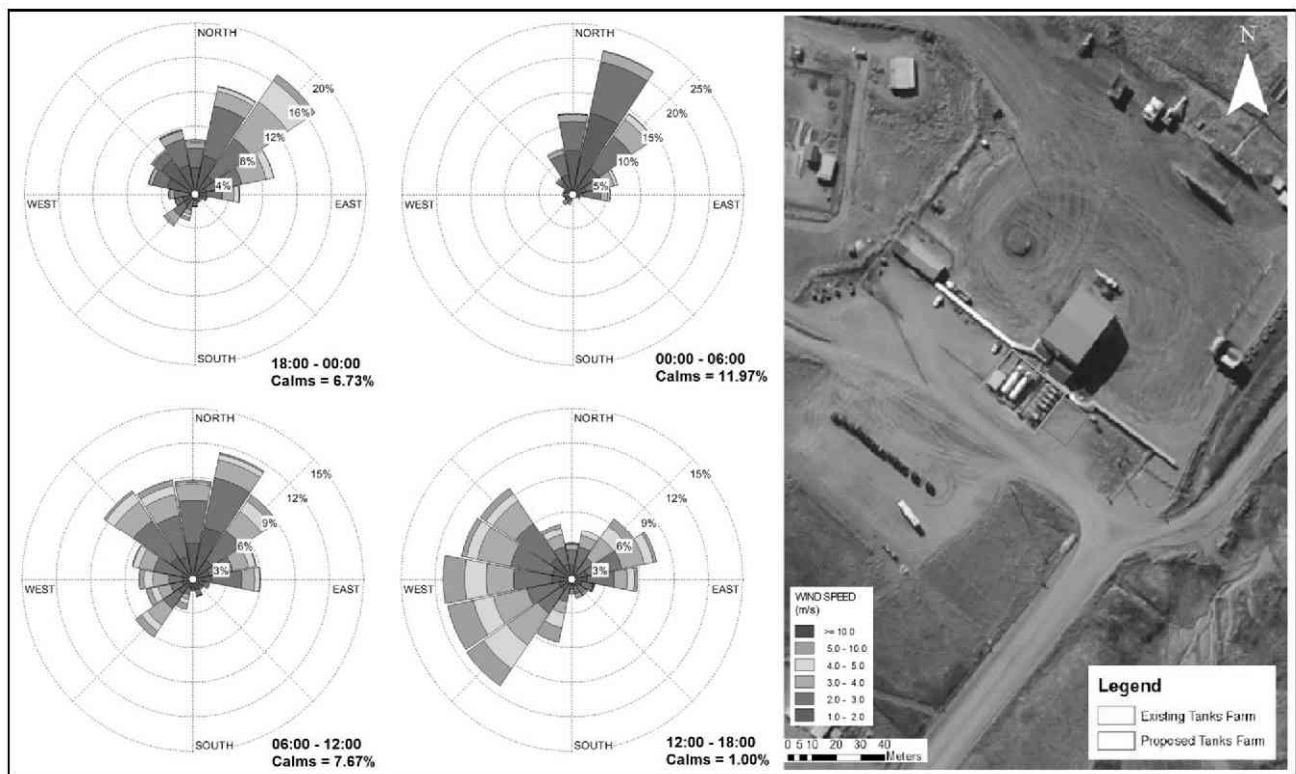 NORTH
20%
16%
12%
8%
4%
WEST
EAST
SOUTH
18:00 - 00:00
Calms = 6.73%
NORTH
25%
20%
15%
10%
5%
WEST
EAST
SOUTH
00:00 - 06:00
Calms = 11.97%
NORTH
15%
12%
9%
6%
3%
WEST
EAST
SOUTH
06:00 - 12:00
Calms = 7.67%
NORTH
15%
12%
9%
6%
3%
WEST
EAST
SOUTH
12:00 - 18:00
Calms = 1.00%
N
WIND SPEED
(m/s)
>= 10.0
5.0 - 10.0
4.0 - 5.0
3.0 - 4.0
2.0 - 3.0
1.0 - 2.0
0 5 10 20 30 40
Meters
Legend
Existing Tanks Farm
Proposed Tanks Farm